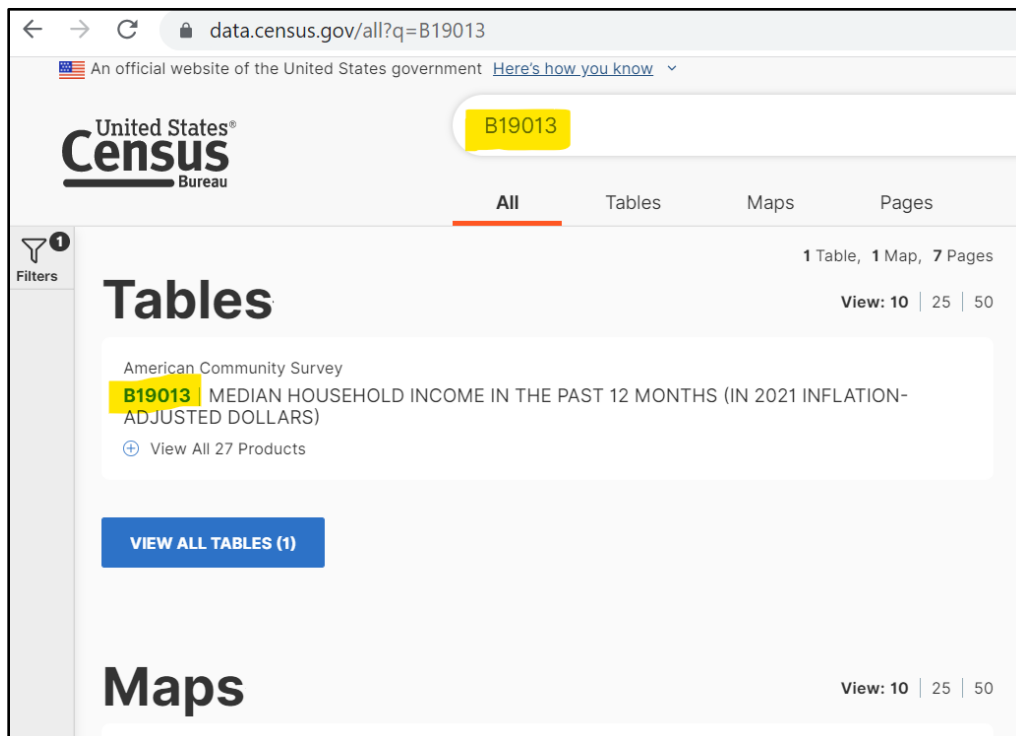 data.census.gov/all?q=B19013
An official website of the United States government Here's how you know
United States®
Census
Bureau
B19013
All Tables Maps Pages
1
Filters
1 Table, 1 Map, 7 Pages
Tables
View: 10 | 25 | 50
American Community Survey
B19013 | MEDIAN HOUSEHOLD INCOME IN THE PAST 12 MONTHS (IN 2021 INFLATION-
ADJUSTED DOLLARS)
View All 27 Products
VIEW ALL TABLES (1)
Maps
View: 10 | 25 | 50